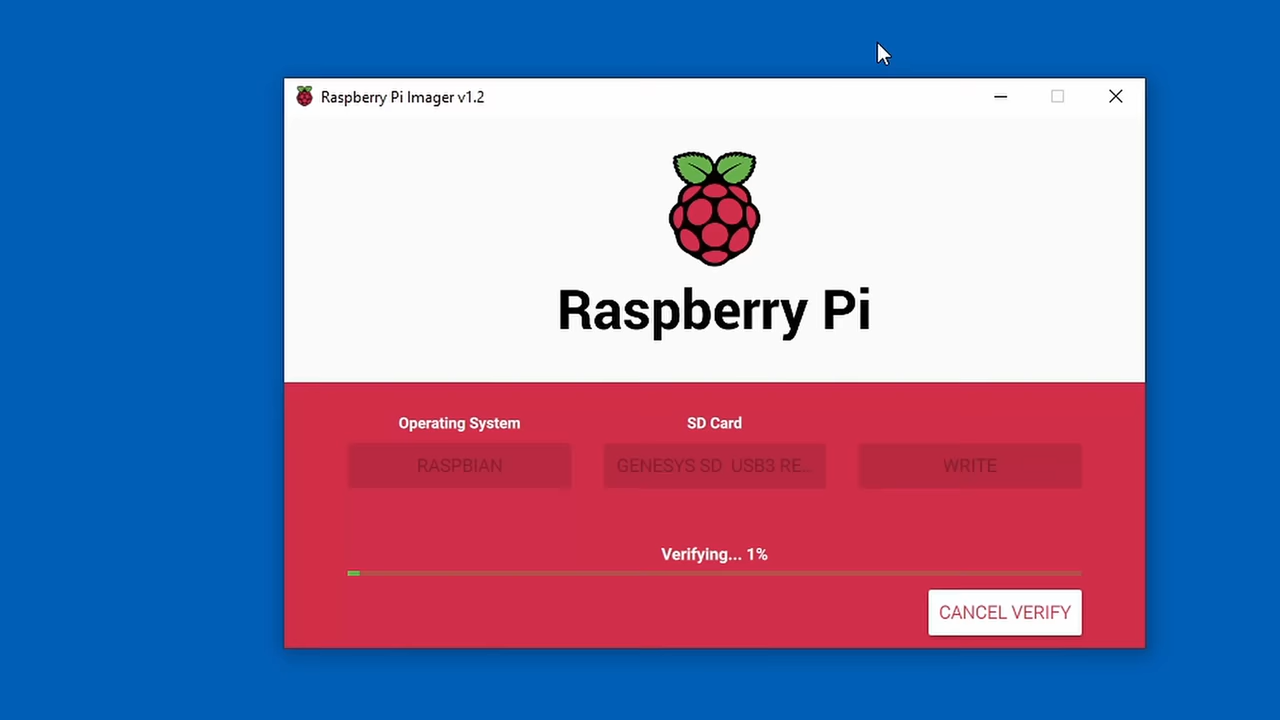 Raspberry Pi Imager v1.2
Raspberry Pi
Operating System
SD Card
RASPBIAN
GENESYS SD USB3 RE...
WRITE
Verifying... 1%
CANCEL VERIFY